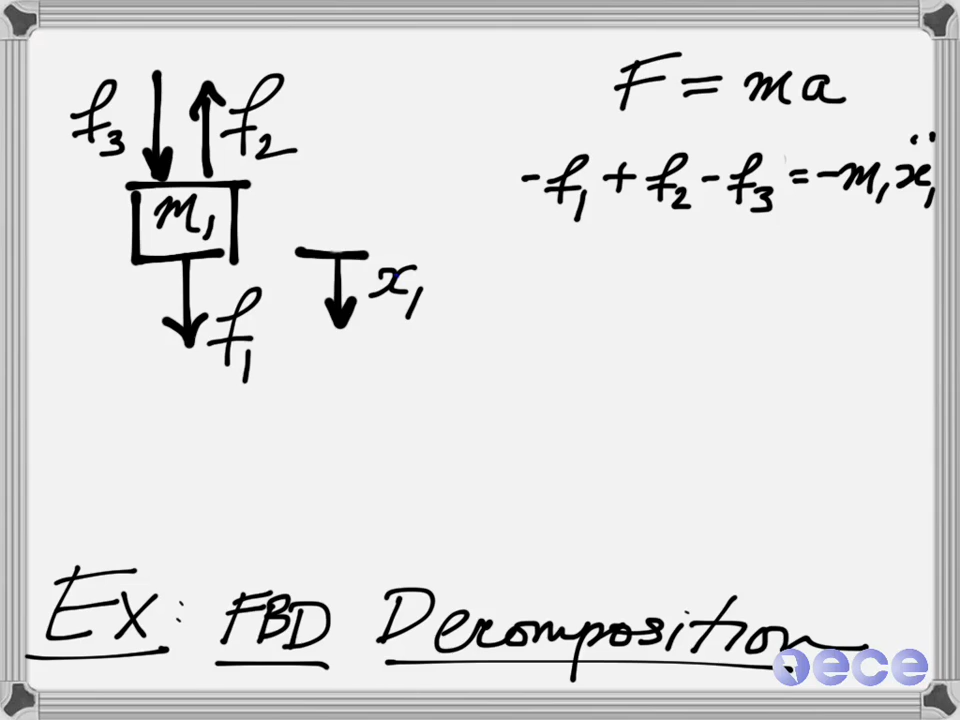 f₃ f₂
F = ma
-f₁ + f₂ - f₃ = -m₁ẍ₁
m₁
x₁
f₁
Ex: FBD Decomposition
ece